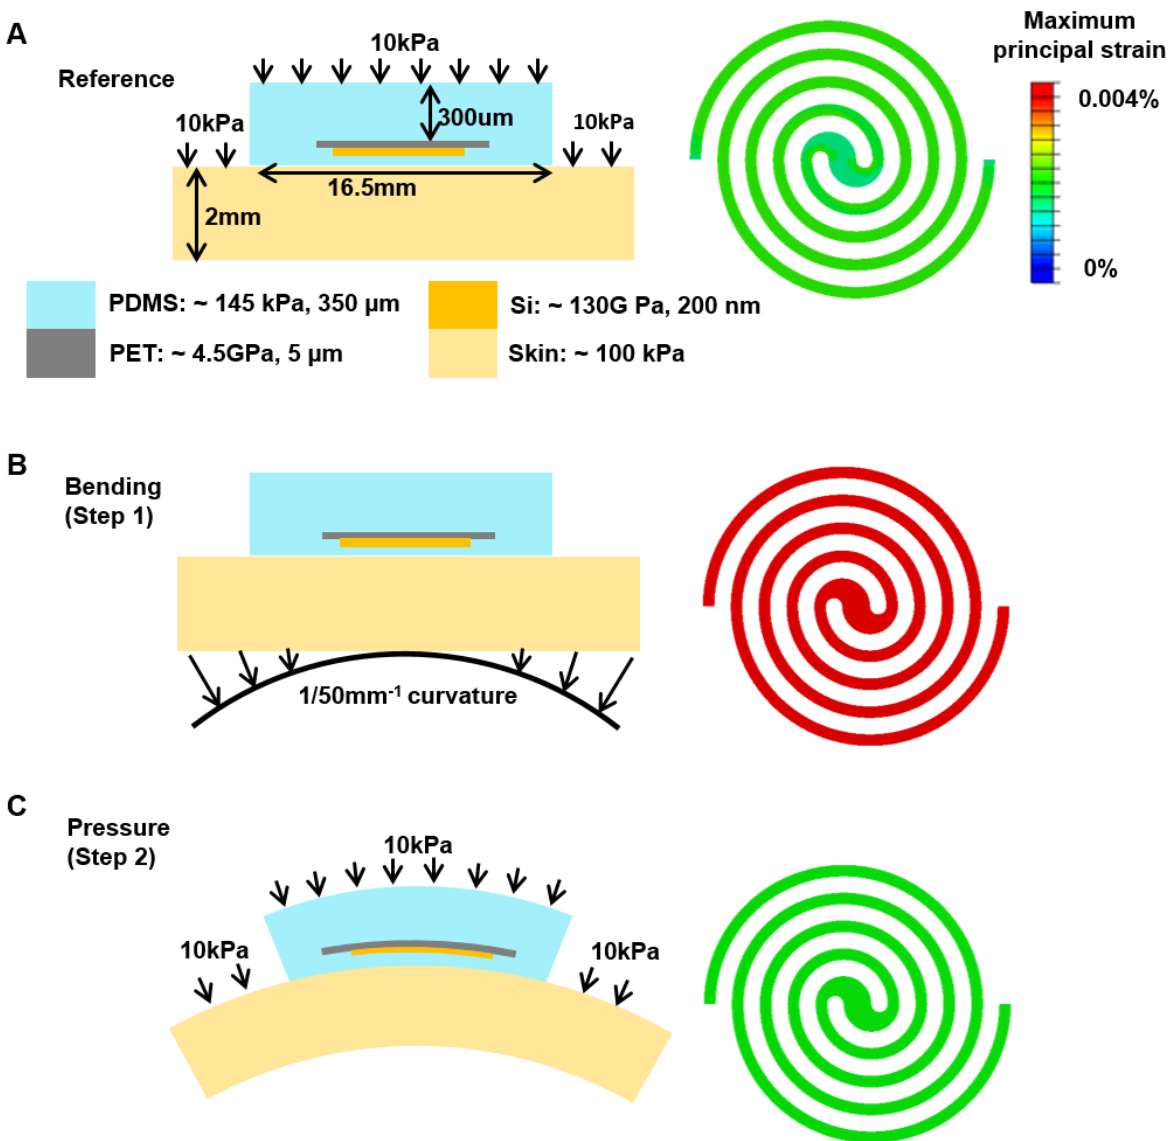 A
Reference
10kPa
10kPa
300um
10kPa
16.5mm
2mm
Maximum
principal strain
0.004%
0%
PDMS: ~ 145 kPa, 350 μm
Si: ~ 130G Pa, 200 nm
PET: ~ 4.5GPa, 5 μm
Skin: ~ 100 kPa
B
Bending
(Step 1)
1/50mm⁻¹ curvature
C
Pressure
(Step 2)
10kPa
10kPa
10kPa